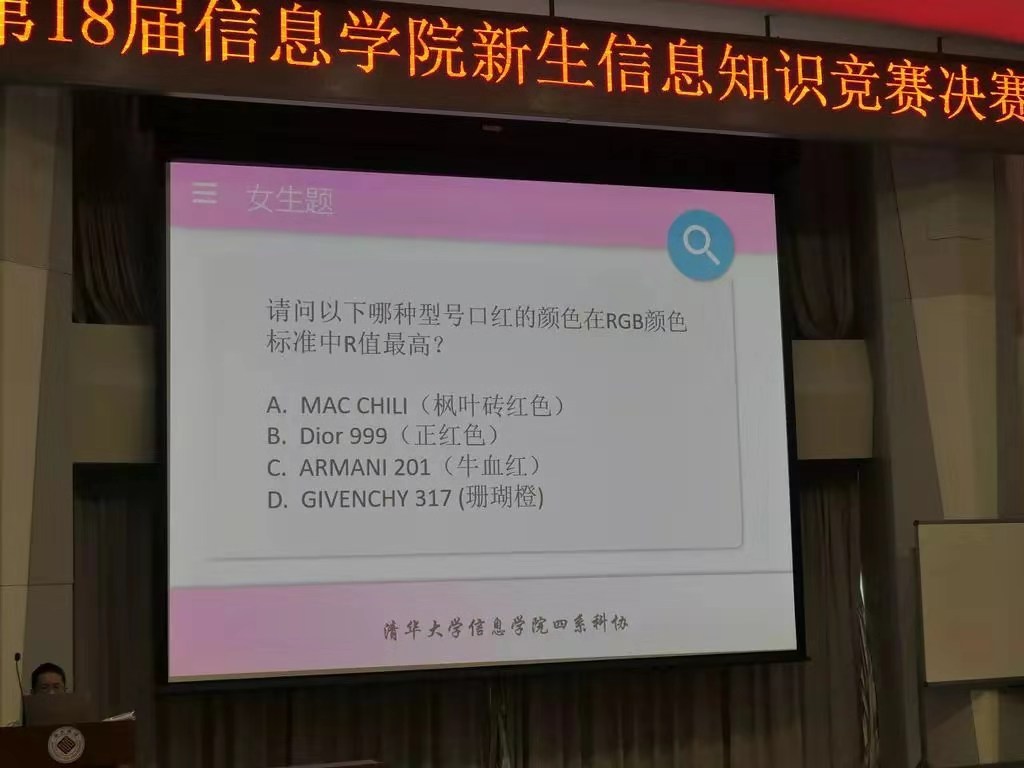 第18届信息学院新生信息知识竞赛决赛
女生题
请问以下哪种型号口红的颜色在RGB颜色
标准中R值最高？
A. MAC CHILI（枫叶砖红色）
B. Dior 999（正红色）
C. ARMANI 201（牛血红）
D. GIVENCHY 317 (珊瑚橙)
清华大学信息学院四系科协